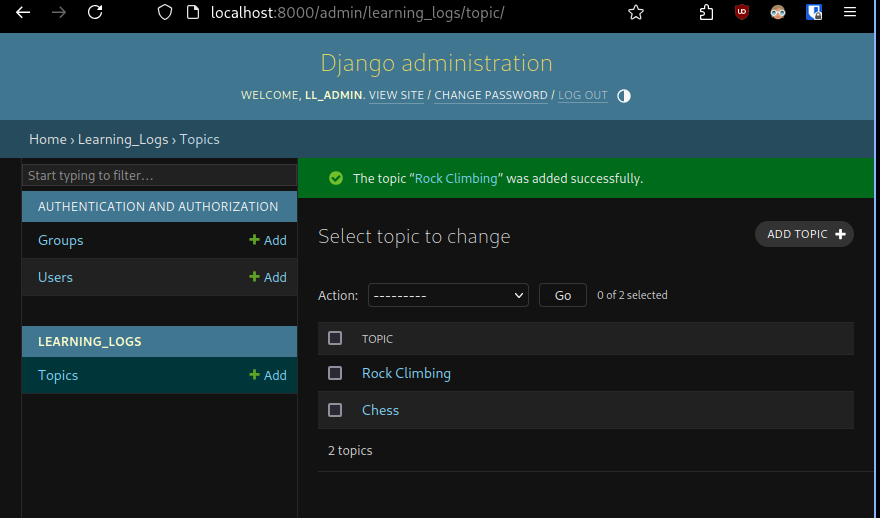 localhost:8000/admin/learning_logs/topic/
Django administration
WELCOME, LL_ADMIN. VIEW SITE / CHANGE PASSWORD / LOG OUT
Home › Learning_Logs › Topics
Start typing to filter...
AUTHENTICATION AND AUTHORIZATION
Groups + Add
Users + Add
LEARNING_LOGS
Topics + Add
The topic “Rock Climbing” was added successfully.
Select topic to change
ADD TOPIC +
Action: --------- Go 0 of 2 selected
TOPIC
Rock Climbing
Chess
2 topics